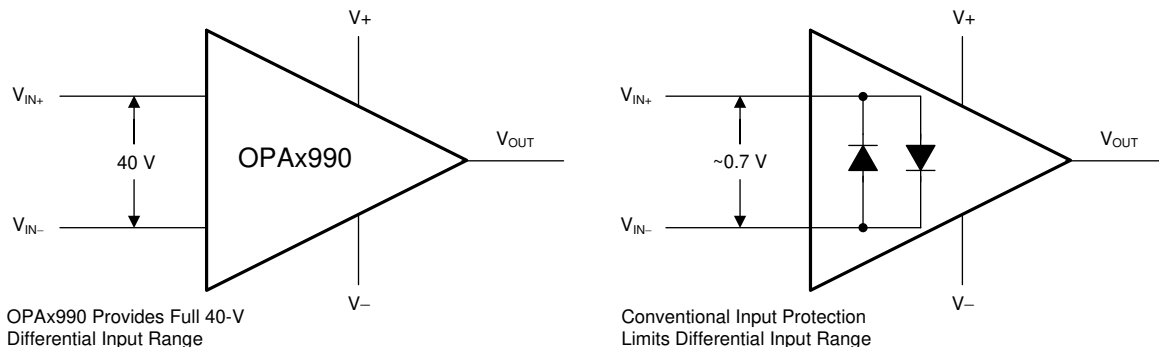 V+
V+
VIN+
VIN+
40 V
OPAx990
VOUT
~0.7 V
VOUT
VIN−
VIN−
V−
V−
OPAx990 Provides Full 40-V
Differential Input Range
Conventional Input Protection
Limits Differential Input Range